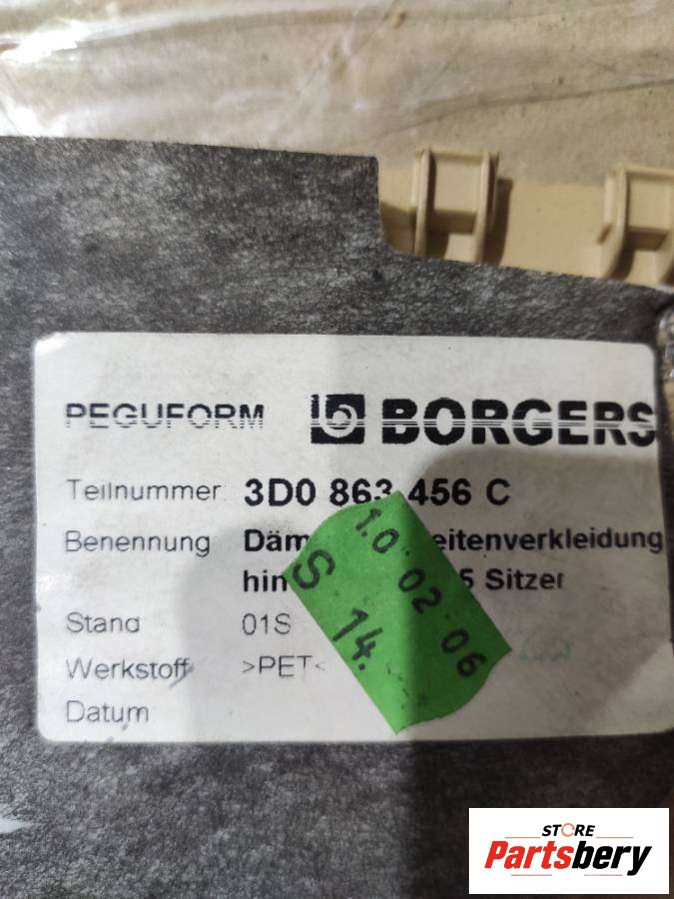 PEGUFORM BORGERS
Teilnummer 3D0 863 456 C
Benennung Däm eitenverkleidung
hin 5 Sitzer
Stand 01S
Werkstoff >PET<
Datum
10 02 06
S 14.
STORE
Partsbery